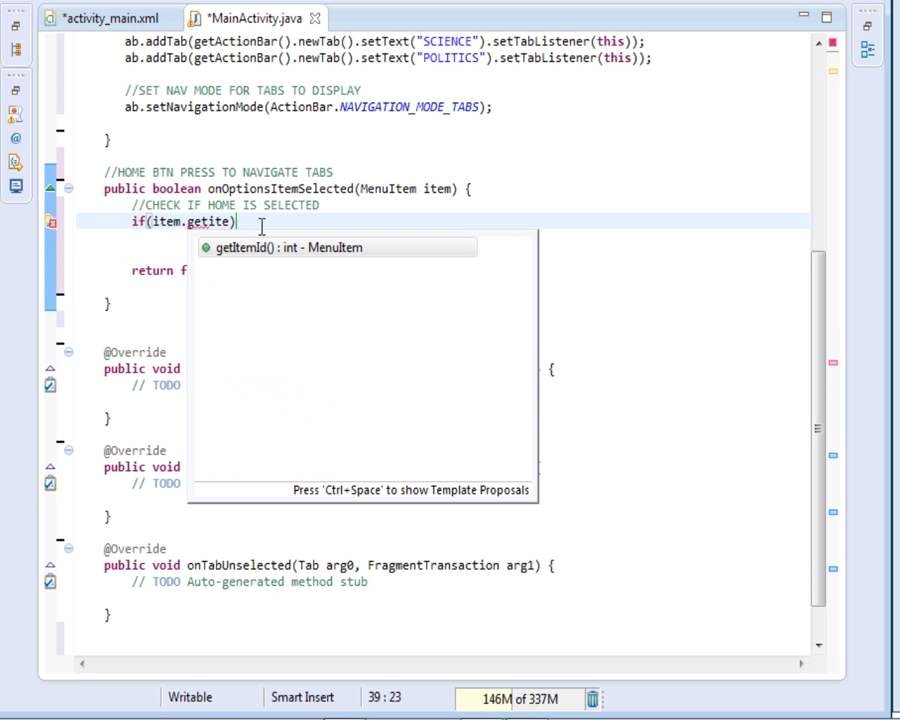 *activity_main.xml *MainActivity.java
ab.addTab(getActionBar().newTab().setText("SCIENCE").setTabListener(this));
ab.addTab(getActionBar().newTab().setText("POLITICS").setTabListener(this));
//SET NAV MODE FOR TABS TO DISPLAY
ab.setNavigationMode(ActionBar.NAVIGATION_MODE_TABS);
}
//HOME BTN PRESS TO NAVIGATE TABS
public boolean onOptionsItemSelected(MenuItem item) {
//CHECK IF HOME IS SELECTED
if(item.getite)
getItemId() : int - MenuItem
return f
}
@Override
public void {
// TODO
}
@Override
public void
// TODO
Press 'Ctrl+Space' to show Template Proposals
}
@Override
public void onTabUnselected(Tab arg0, FragmentTransaction arg1) {
// TODO Auto-generated method stub
}
Writable Smart Insert 39 : 23 146M of 337M